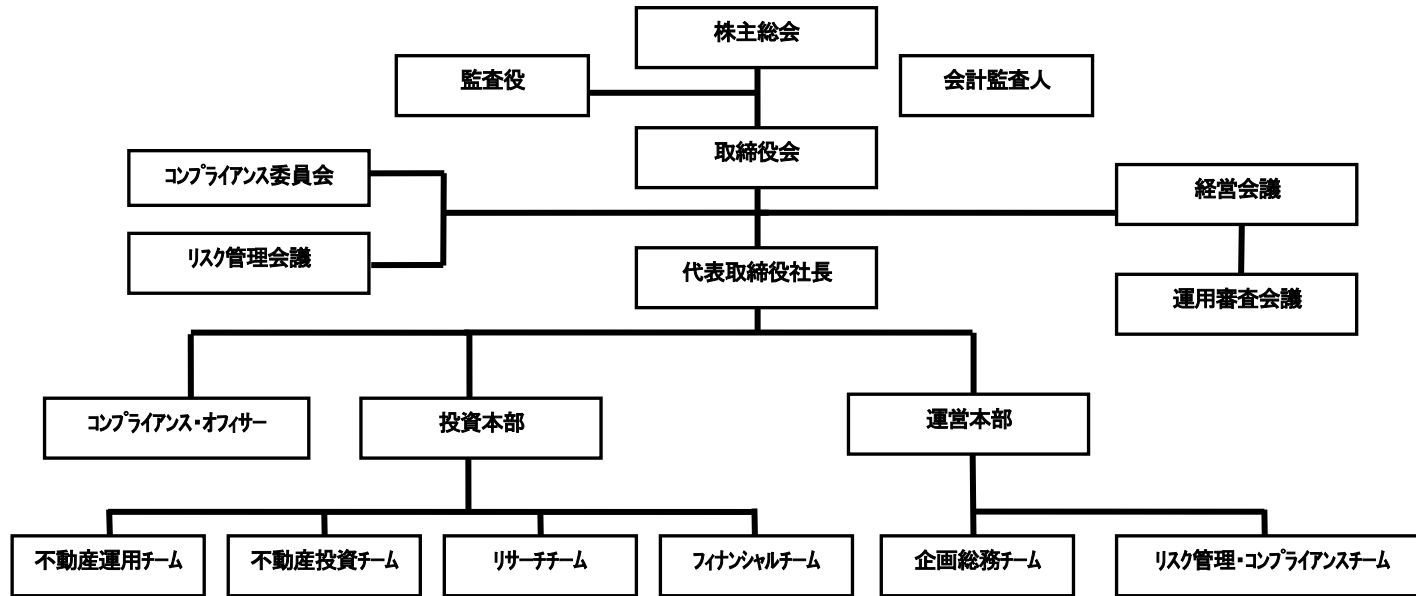 株主総会
監査役
会計監査人
取締役会
コンプライアンス委員会
経営会議
リスク管理会議
代表取締役社長
運用審査会議
コンプライアンス・オフィサー
投資本部
運営本部
不動産運用チーム
不動産投資チーム
リサーチチーム
フィナンシャルチーム
企画総務チーム
リスク管理・コンプライアンスチーム